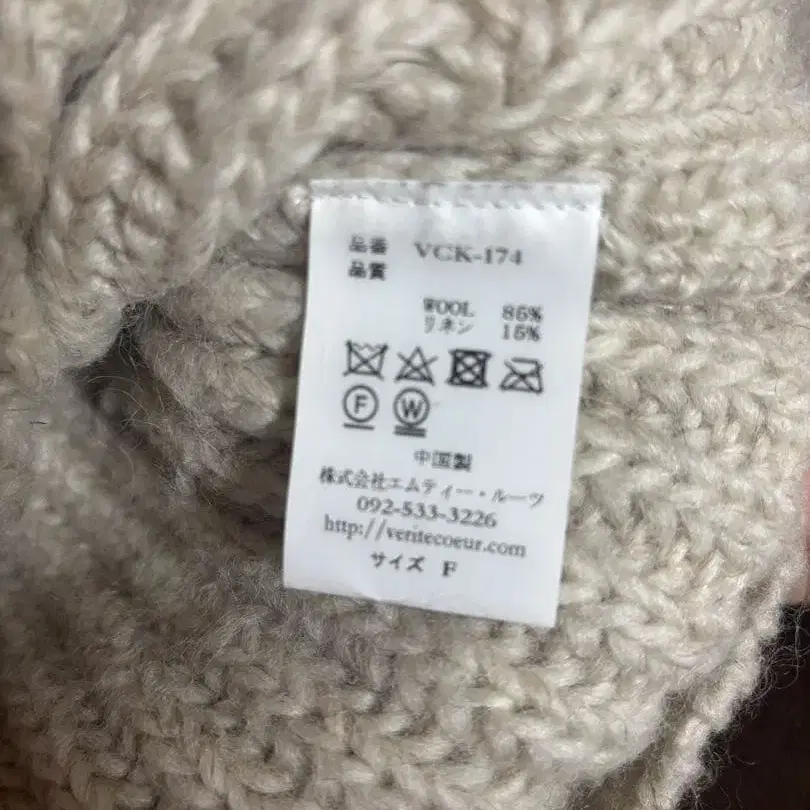 品番 VCK-174
品質
WOOL 85%
リネン 15%
F W
中国製
株式会社エムティー・ルーツ
092-533-3226
http://veritecoeur.com
サイズ F